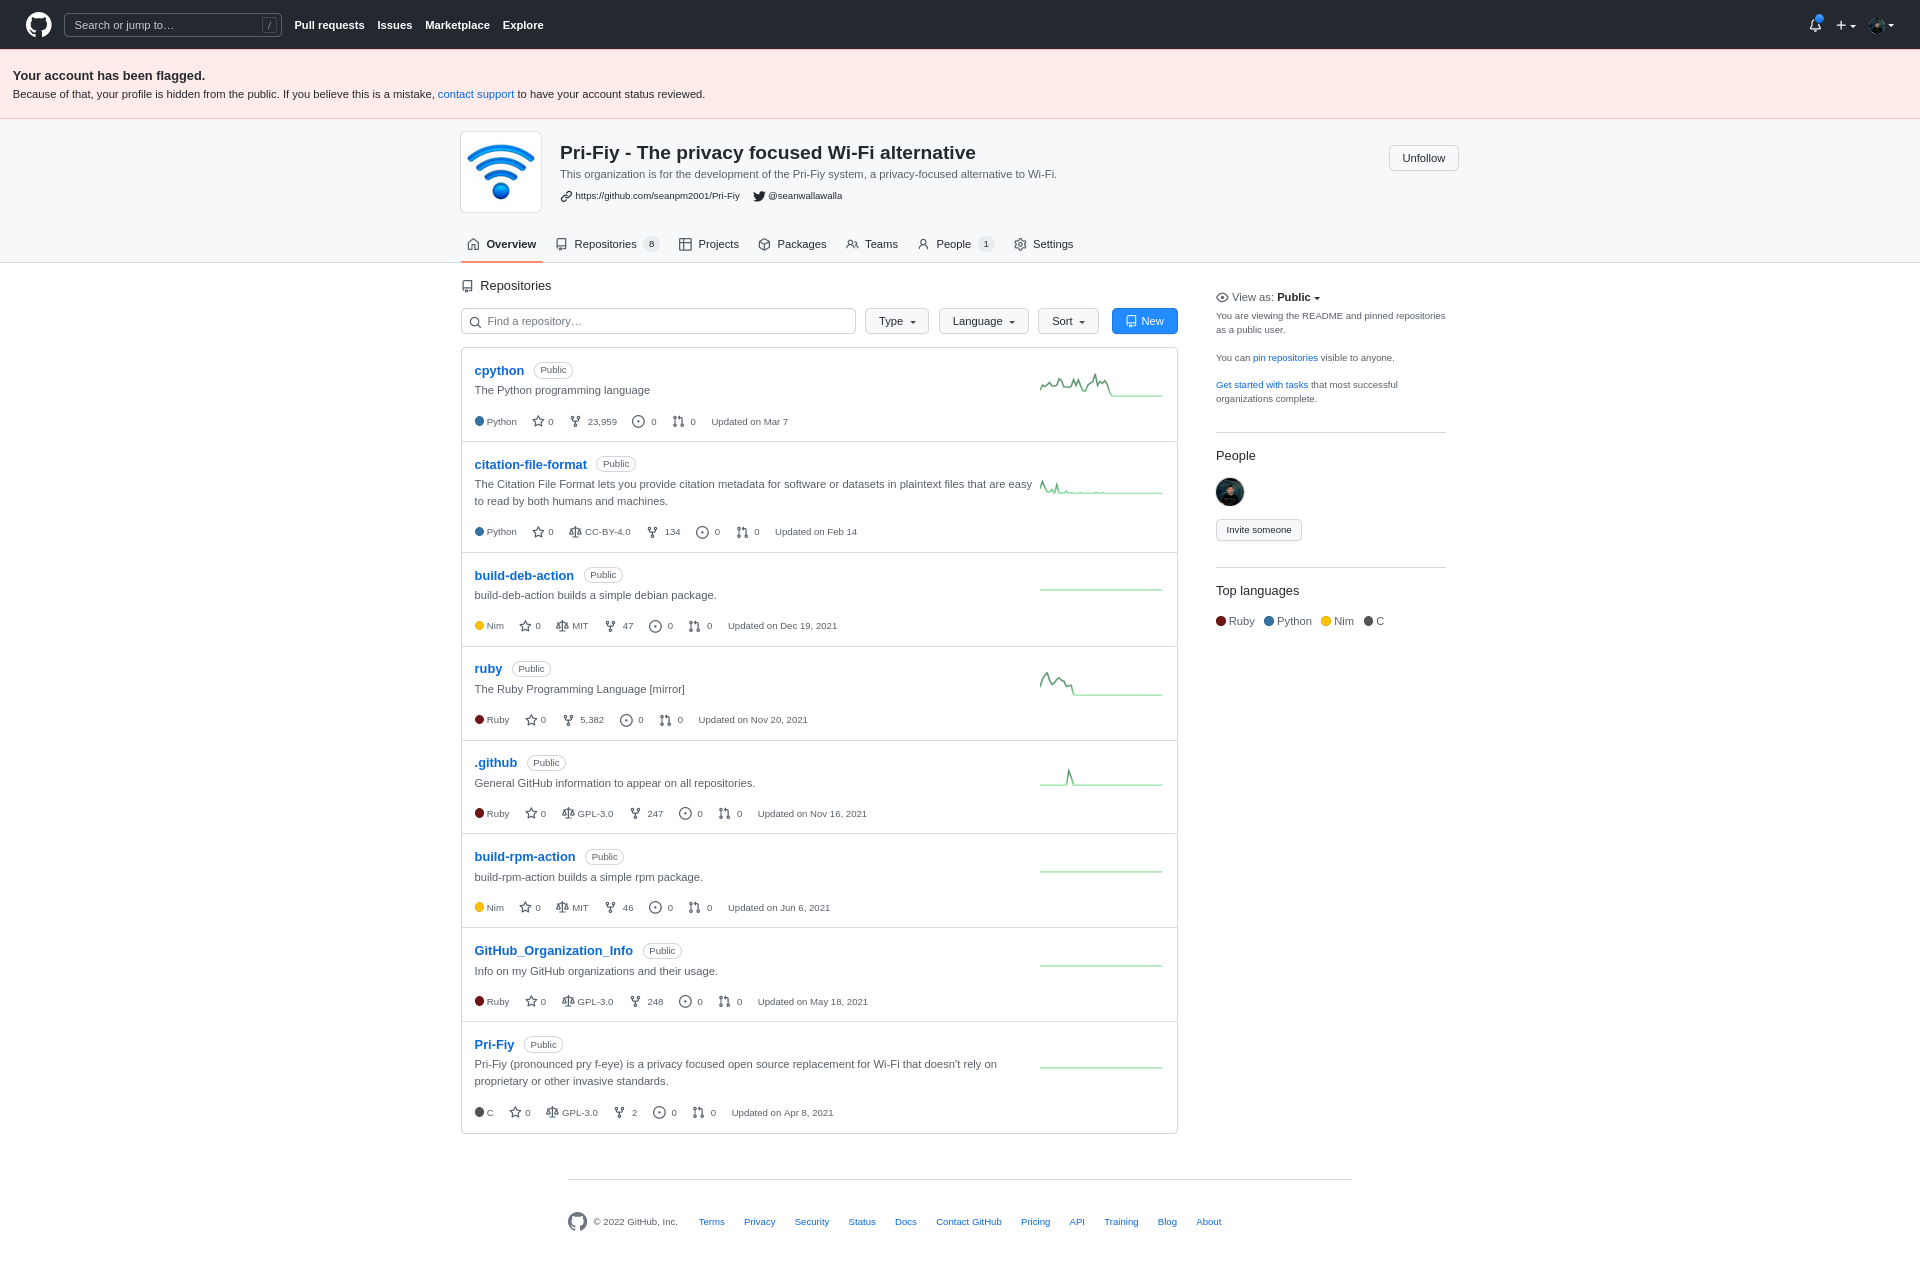 Search or jump to… /
Pull requests Issues Marketplace Explore
Your account has been flagged.
Because of that, your profile is hidden from the public. If you believe this is a mistake, contact support to have your account status reviewed.
Pri-Fiy - The privacy focused Wi-Fi alternative
This organization is for the development of the Pri-Fiy system, a privacy-focused alternative to Wi-Fi.
https://github.com/seanpm2001/Pri-Fiy @seanwallawalla
Unfollow
Overview Repositories 8 Projects Packages Teams People 1 Settings
Repositories
Find a repository… Type Language Sort New
cpython Public
The Python programming language
Python 0 23,959 0 0 Updated on Mar 7
citation-file-format Public
The Citation File Format lets you provide citation metadata for software or datasets in plaintext files that are easy
to read by both humans and machines.
Python 0 CC-BY-4.0 134 0 0 Updated on Feb 14
build-deb-action Public
build-deb-action builds a simple debian package.
Nim 0 MIT 47 0 0 Updated on Dec 19, 2021
ruby Public
The Ruby Programming Language [mirror]
Ruby 0 5,382 0 0 Updated on Nov 20, 2021
.github Public
General GitHub information to appear on all repositories.
Ruby 0 GPL-3.0 247 0 0 Updated on Nov 16, 2021
build-rpm-action Public
build-rpm-action builds a simple rpm package.
Nim 0 MIT 46 0 0 Updated on Jun 6, 2021
GitHub_Organization_Info Public
Info on my GitHub organizations and their usage.
Ruby 0 GPL-3.0 248 0 0 Updated on May 18, 2021
Pri-Fiy Public
Pri-Fiy (pronounced pry f-eye) is a privacy focused open source replacement for Wi-Fi that doesn't rely on
proprietary or other invasive standards.
C 0 GPL-3.0 2 0 0 Updated on Apr 8, 2021
View as: Public
You are viewing the README and pinned repositories
as a public user.
You can pin repositories visible to anyone.
Get started with tasks that most successful
organizations complete.
People
Invite someone
Top languages
Ruby Python Nim C
© 2022 GitHub, Inc. Terms Privacy Security Status Docs Contact GitHub Pricing API Training Blog About